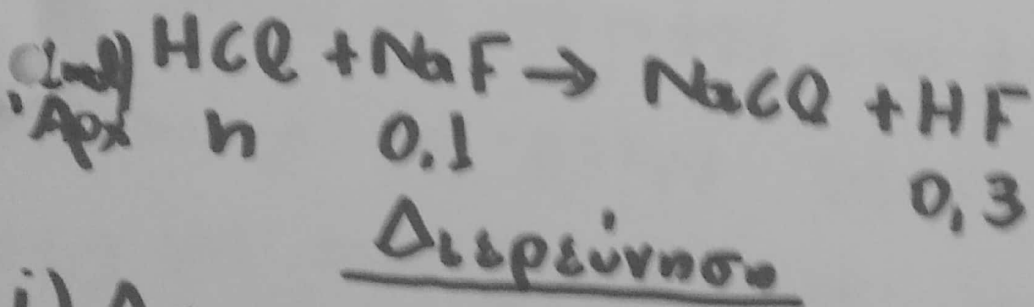 (mol) HCl + NaF → NaCl + HF
Αρχ n 0.1 0,3
Διερεύνηση
i)